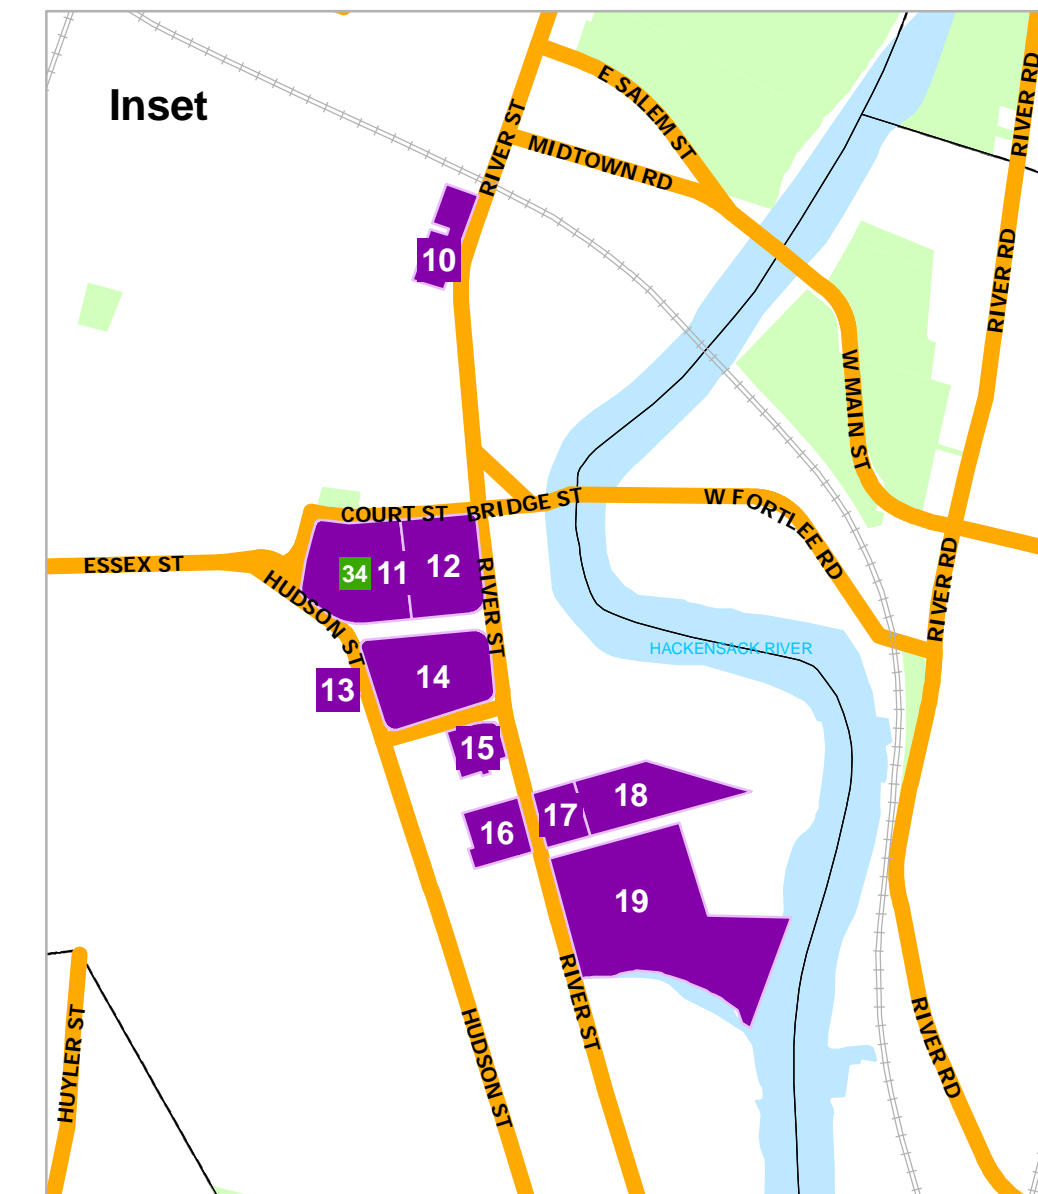 Inset
RIVER RD
E SALEM ST
RIVER ST
MIDTOWN RD
RIVER RD
10
W MAIN ST
COURT ST
BRIDGE ST
W FORTLEE RD
ESSEX ST
34
11
12
HUDSON ST
RIVER ST
RIVER RD
HACKENSACK RIVER
13
14
15
16
17
18
19
RIVER ST
HUYLER ST
HUDSON ST
RIVER RD